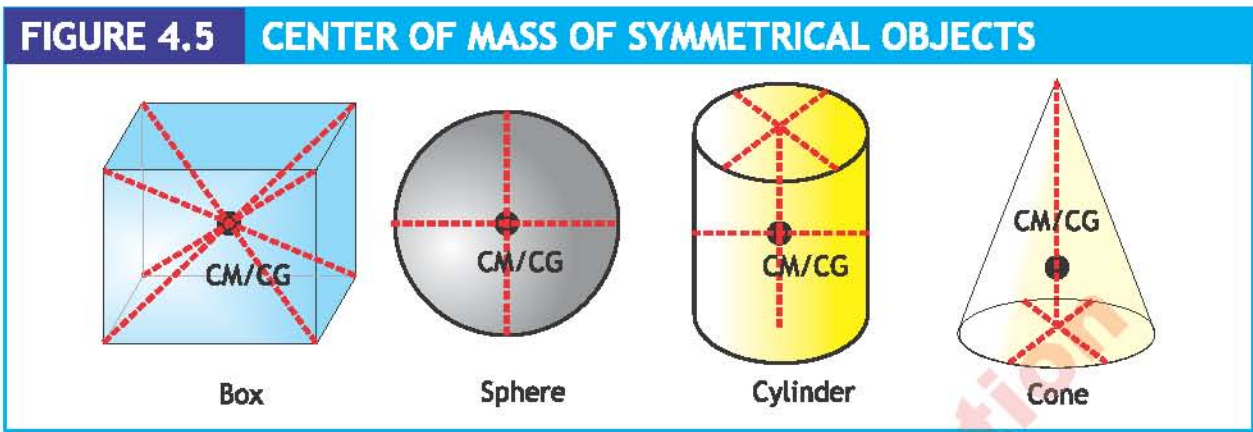 FIGURE 4.5 CENTER OF MASS OF SYMMETRICAL OBJECTS
CM/CG
CM/CG
CM/CG
CM/CG
Box
Sphere
Cylinder
Cone
tion